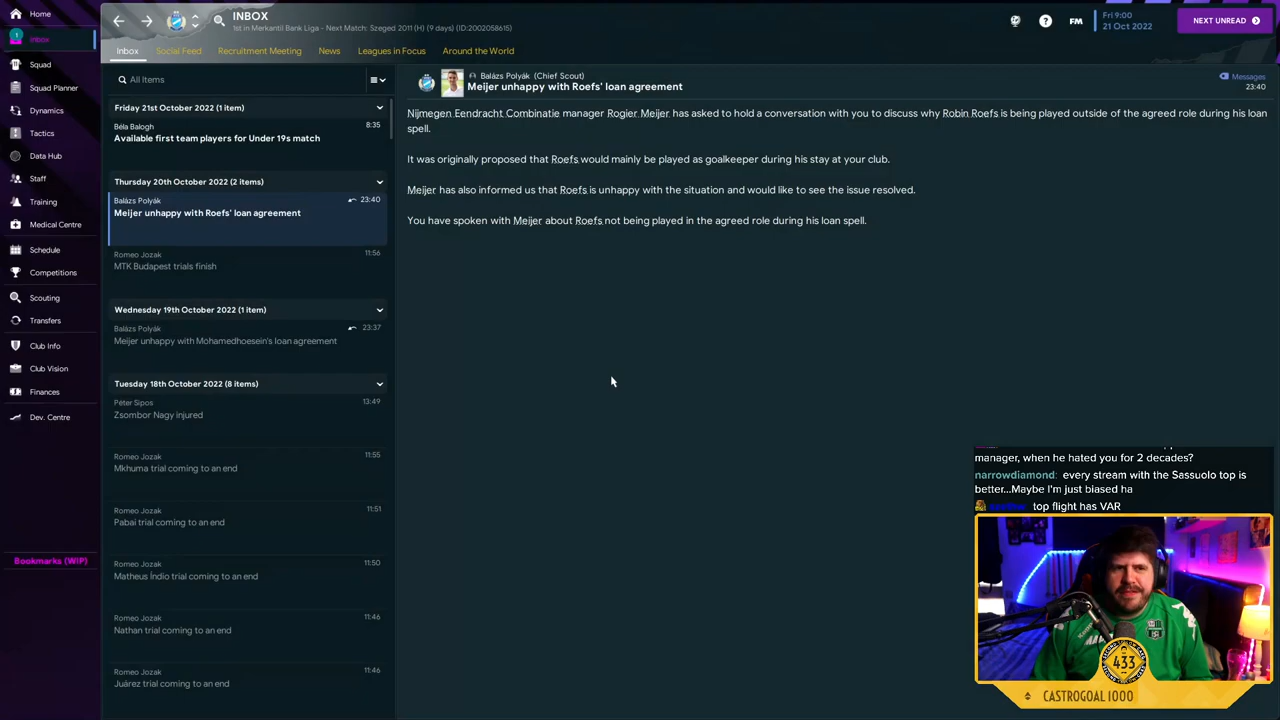 Home
1
Inbox
Squad
Squad Planner
Dynamics
Tactics
Data Hub
Staff
Training
Medical Centre
Schedule
Competitions
Scouting
Transfers
Club Info
Club Vision
Finances
Dev. Centre
Bookmarks (WIP)
INBOX
1st in Merkantil Bank Liga - Next Match: Szeged 2011 (H) (9 days) (ID:2002058615)
?
FM
Fri 9:00
21 Oct 2022
NEXT UNREAD
Inbox
Social Feed
Recruitment Meeting
News
Leagues in Focus
Around the World
All Items
Friday 21st October 2022 (1 item)
Béla Balogh
8:35
Available first team players for Under 19s match
Thursday 20th October 2022 (2 items)
Balázs Polyák
23:40
Meijer unhappy with Roefs' loan agreement
Romeo Jozak
11:56
MTK Budapest trials finish
Wednesday 19th October 2022 (1 item)
Balázs Polyák
23:37
Meijer unhappy with Mohamedhoesein's loan agreement
Tuesday 18th October 2022 (8 items)
Péter Sipos
13:49
Zsombor Nagy injured
Romeo Jozak
11:55
Mkhuma trial coming to an end
Romeo Jozak
11:51
Pabai trial coming to an end
Romeo Jozak
11:50
Matheus Índio trial coming to an end
Romeo Jozak
11:46
Nathan trial coming to an end
Romeo Jozak
11:46
Juárez trial coming to an end
Balázs Polyák (Chief Scout)
Meijer unhappy with Roefs' loan agreement
Messages
23:40
Nijmegen Eendracht Combinatie manager Rogier Meijer has asked to hold a conversation with you to discuss why Robin Roefs is being played outside of the agreed role during his loan
spell.
It was originally proposed that Roefs would mainly be played as goalkeeper during his stay at your club.
Meijer has also informed us that Roefs is unhappy with the situation and would like to see the issue resolved.
You have spoken with Meijer about Roefs not being played in the agreed role during his loan spell.
manager, when he hated you for 2 decades?
narrowdiamond: every stream with the Sassuolo top is
better...Maybe I'm just biased ha
top flight has VAR
433
CASTROGOAL1000